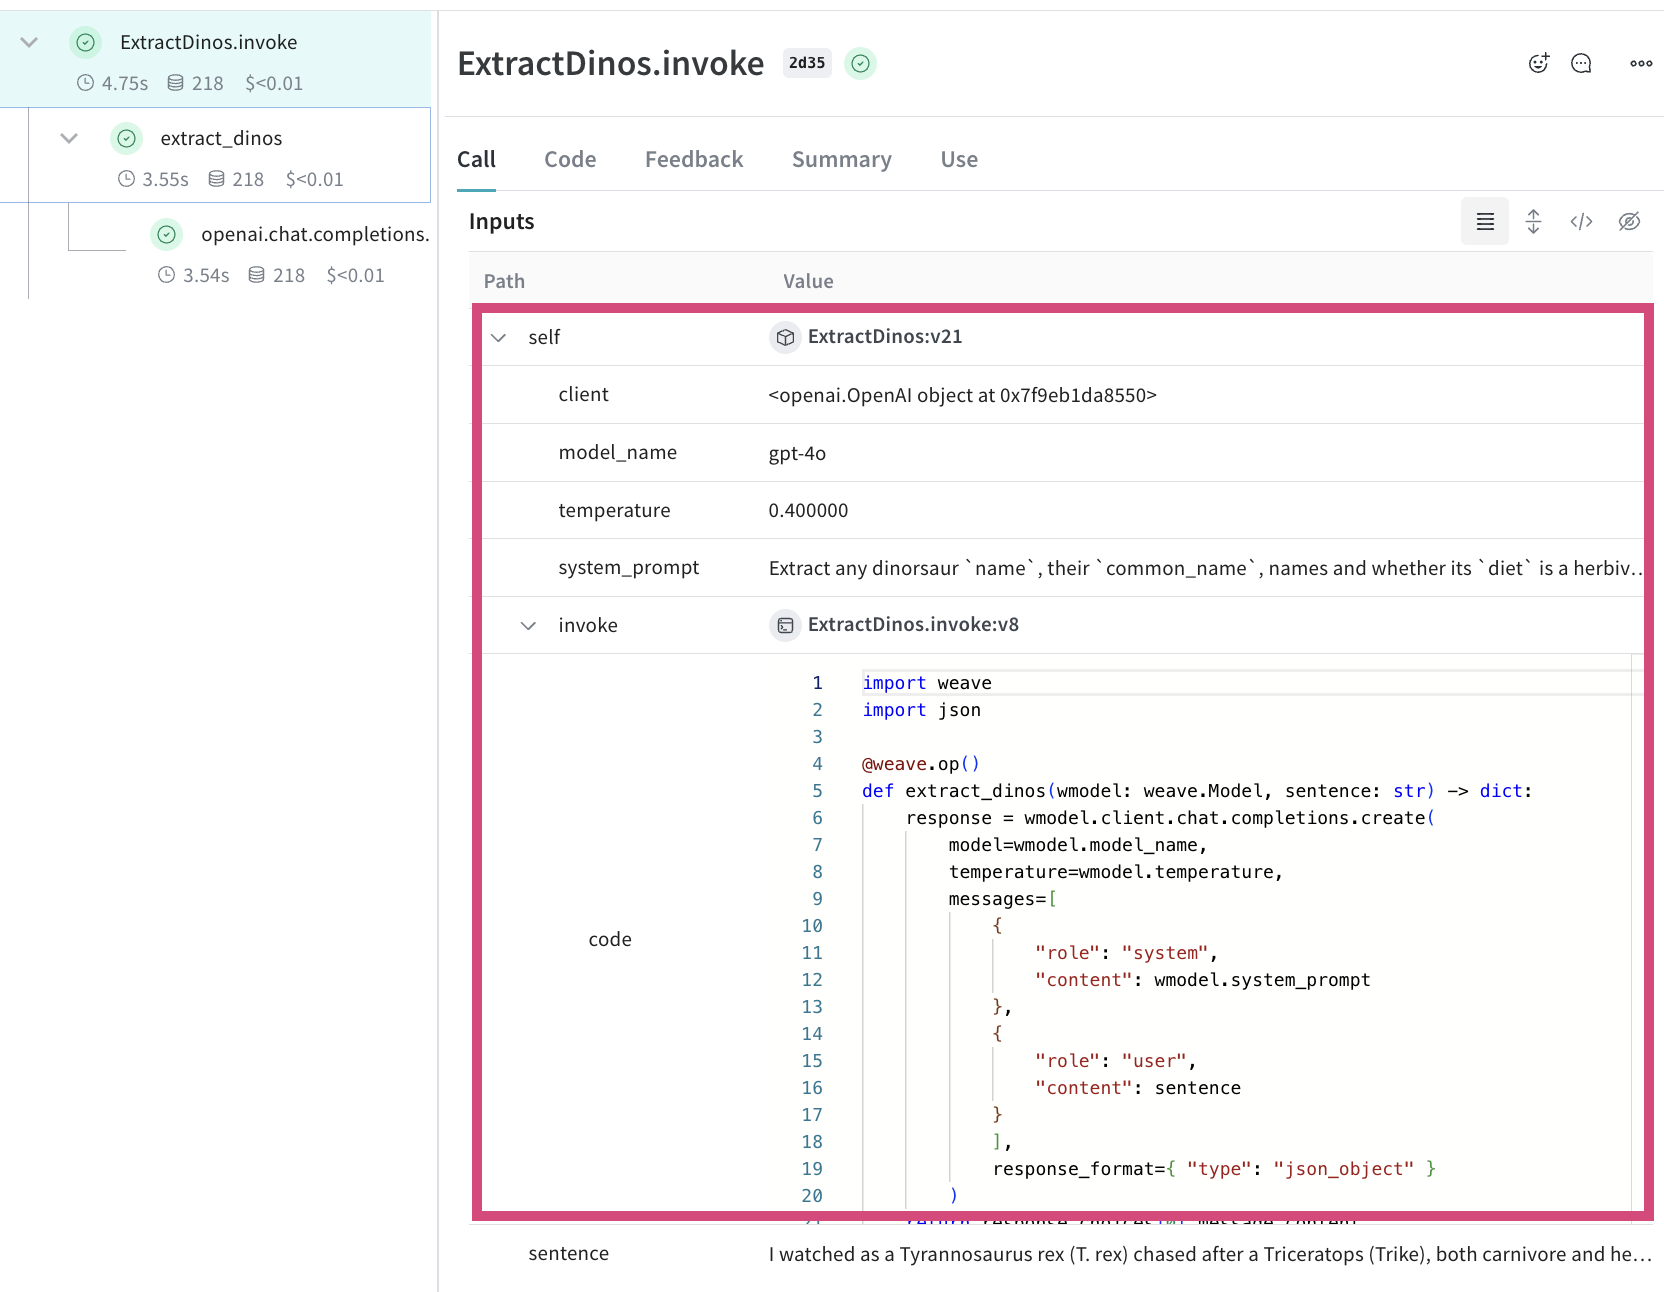 ExtractDinos.invoke
4.75s 218 $<0.01
extract_dinos
3.55s 218 $<0.01
openai.chat.completions.
3.54s 218 $<0.01
ExtractDinos.invoke 2d35
Call Code Feedback Summary Use
Inputs
Path Value
self ExtractDinos:v21
client <openai.OpenAI object at 0x7f9eb1da8550>
model_name gpt-4o
temperature 0.400000
system_prompt Extract any dinorsaur `name`, their `common_name`, names and whether its `diet` is a herbiv…
invoke ExtractDinos.invoke:v8
code
1 import weave
2 import json
3
4 @weave.op()
5 def extract_dinos(wmodel: weave.Model, sentence: str) -> dict:
6     response = wmodel.client.chat.completions.create(
7         model=wmodel.model_name,
8         temperature=wmodel.temperature,
9         messages=[
10             {
11                 "role": "system",
12                 "content": wmodel.system_prompt
13             },
14             {
15                 "role": "user",
16                 "content": sentence
17             }
18             ],
19             response_format={ "type": "json_object" }
20         )
21     return response.choices[0].message.content
sentence I watched as a Tyrannosaurus rex (T. rex) chased after a Triceratops (Trike), both carnivore and he…